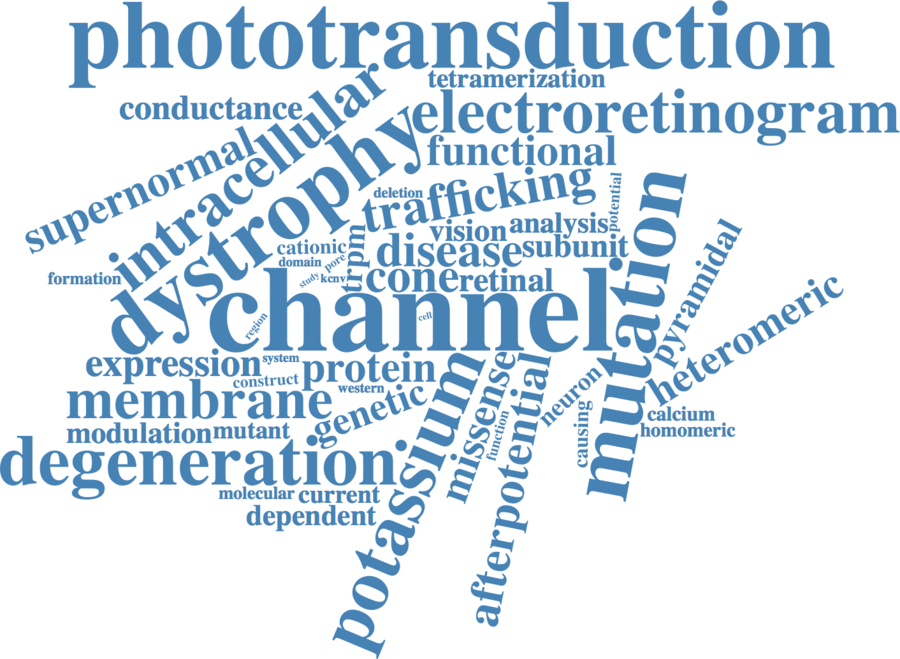 phototransduction
tetramerization
conductance
electroretinogram
intracellular
supernormal
functional
dystrophy
trafficking
deletion
potential
mutation
vision
analysis
cationic
disease
subunit
trpm
domain
pore
pyramidal
formation
study
kcnv
cone
retinal
channel
heteromeric
region
cell
expression
system
protein
construct
western
membrane
genetic
potassium
missense
function
afterpotential
neuron
causing
calcium
homomeric
modulation
mutant
degeneration
molecular
current
dependent